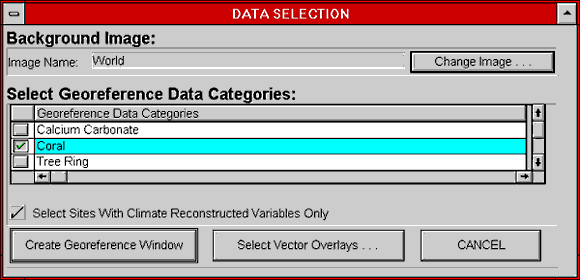 DATA SELECTION
Background Image:
Image Name: World
Change Image . . .
Select Georeference Data Categories:
Georeference Data Categories
Calcium Carbonate
Coral
Tree Ring
Select Sites With Climate Reconstructed Variables Only
Create Georeference Window
Select Vector Overlays . . .
CANCEL